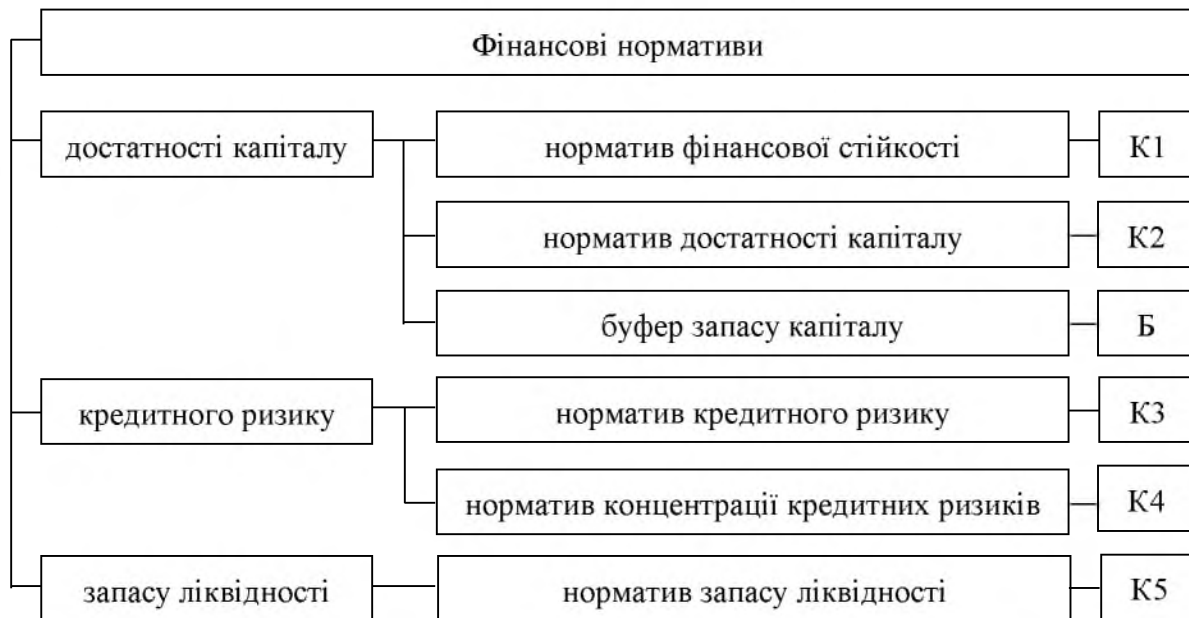 Фінансові нормативи
достатності капіталу
норматив фінансової стійкості
К1
норматив достатності капіталу
К2
буфер запасу капіталу
Б
кредитного ризику
норматив кредитного ризику
К3
норматив концентрації кредитних ризиків
К4
запасу ліквідності
норматив запасу ліквідності
К5